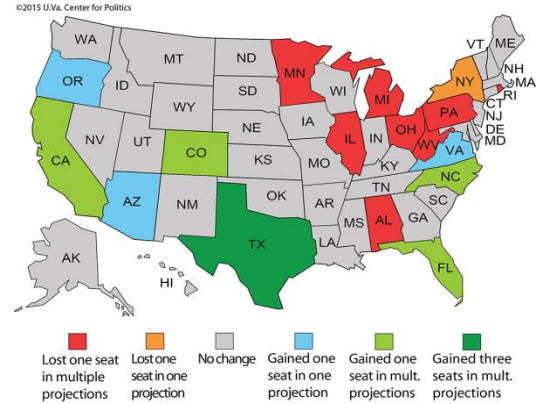 ©2015 U.Va. Center for Politics
WA
MT
ND
MN
VT
ME
OR
ID
SD
WI
MI
NY
NH
MA
RI
CT
NJ
DE
MD
WY
IA
PA
NE
IL
IN
OH
NV
UT
CO
WV
VA
CA
KS
MO
KY
NC
TN
AZ
NM
OK
AR
SC
MS
AL
GA
TX
LA
FL
AK
HI
Lost one seat
in multiple
projections
Lost one
seat in one
projection
No change
Gained one
seat in one
projection
Gained one
seat in mult.
projections
Gained three
seats in mult.
projections